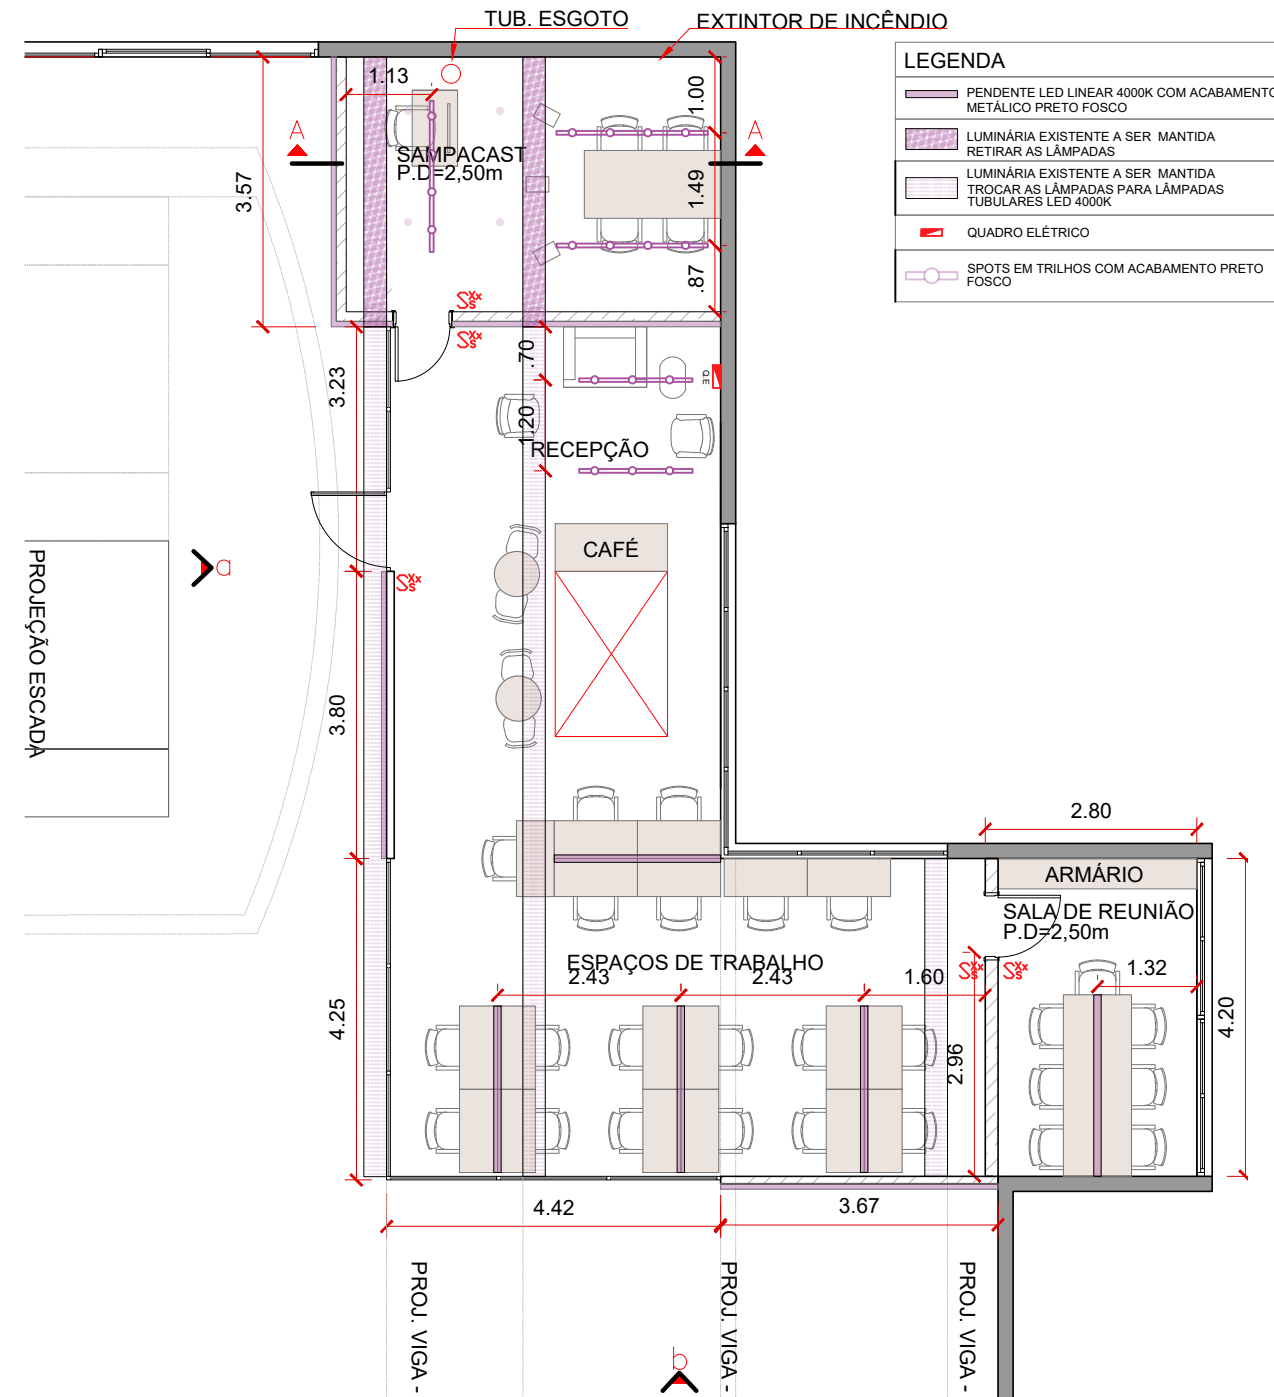 TUB. ESGOTO
EXTINTOR DE INCÊNDIO
LEGENDA
PENDENTE LED LINEAR 4000K COM ACABAMENTO
METÁLICO PRETO FOSCO
LUMINÁRIA EXISTENTE A SER MANTIDA
RETIRAR AS LÂMPADAS
LUMINÁRIA EXISTENTE A SER MANTIDA
TROCAR AS LÂMPADAS PARA LÂMPADAS
TUBULARES LED 4000K
QUADRO ELÉTRICO
SPOTS EM TRILHOS COM ACABAMENTO PRETO
FOSCO
1.13
1.00
A
A
SAMPACAST
P.D=2,50m
3.57
1.49
.87
3.23
.70
Q.E
1.20
RECEPÇÃO
CAFÉ
a
PROJEÇÃO ESCADA
3.80
2.80
ARMÁRIO
SALA DE REUNIÃO
P.D=2,50m
ESPAÇOS DE TRABALHO
2.43
2.43
1.60
1.32
4.25
2.96
4.20
4.42
3.67
PROJ. VIGA -
PROJ. VIGA -
PROJ. VIGA -
b